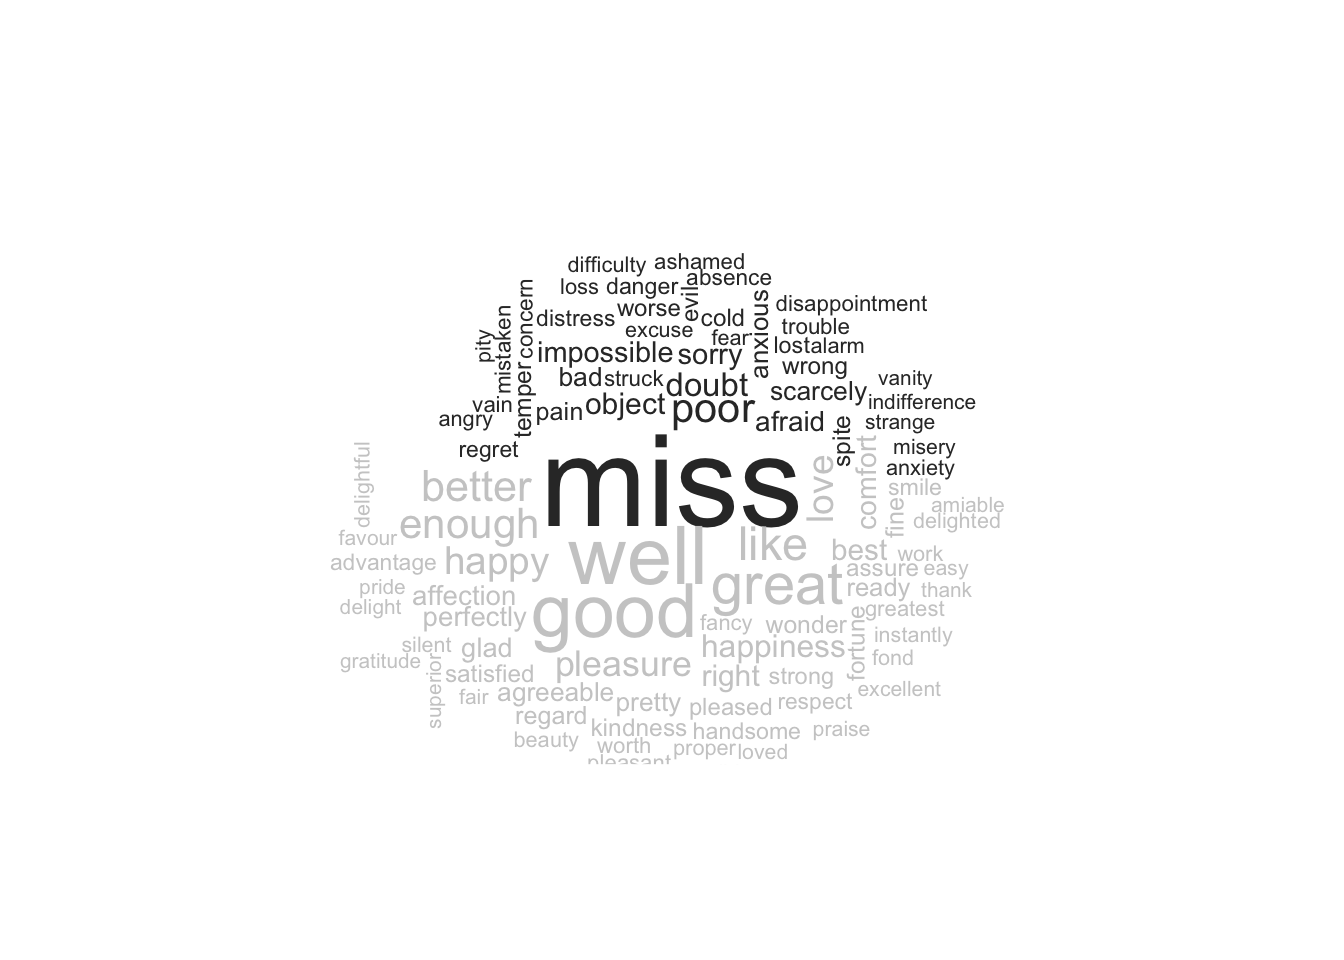 difficulty ashamed
loss danger evil absence
concern mistaken pity
distress worse cold anxious disappointment
excuse fear trouble
impossible sorry lostalarm
temper bad struck doubt wrong vanity
scarcely indifference
vain pain object poor afraid strange
angry spite
regret misery
anxiety
miss
delightful better love comfort smile
enough fine amiable
delighted
favour well like best work
advantage happy assure easy
pride great ready thank
delight affection good greatest
perfectly fancy wonder fortune instantly
silent glad happiness fond
gratitude superior pleasure
satisfied right strong excellent
fair agreeable pretty pleased respect
regard kindness handsome praise
beauty worth proper loved
pleasant